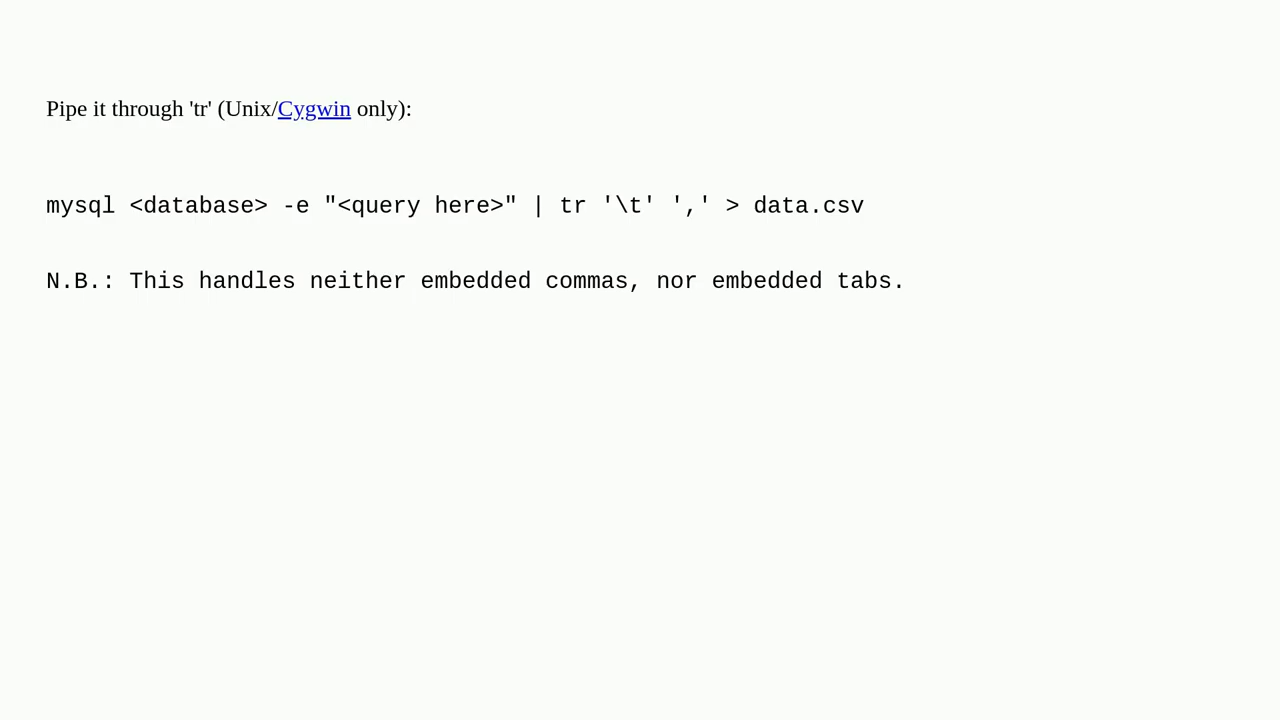 Pipe it through 'tr' (Unix/Cygwin only):
mysql <database> -e "<query here>" | tr '\t' ',' > data.csv
N.B.: This handles neither embedded commas, nor embedded tabs.